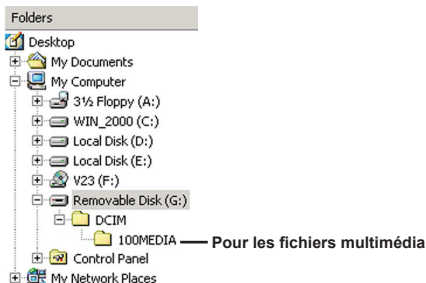 Folders
Desktop
My Documents
My Computer
3½ Floppy (A:)
WIN_2000 (C:)
Local Disk (D:)
Local Disk (E:)
V23 (F:)
Removable Disk (G:)
DCIM
100MEDIA Pour les fichiers multimédia
Control Panel
My Network Places